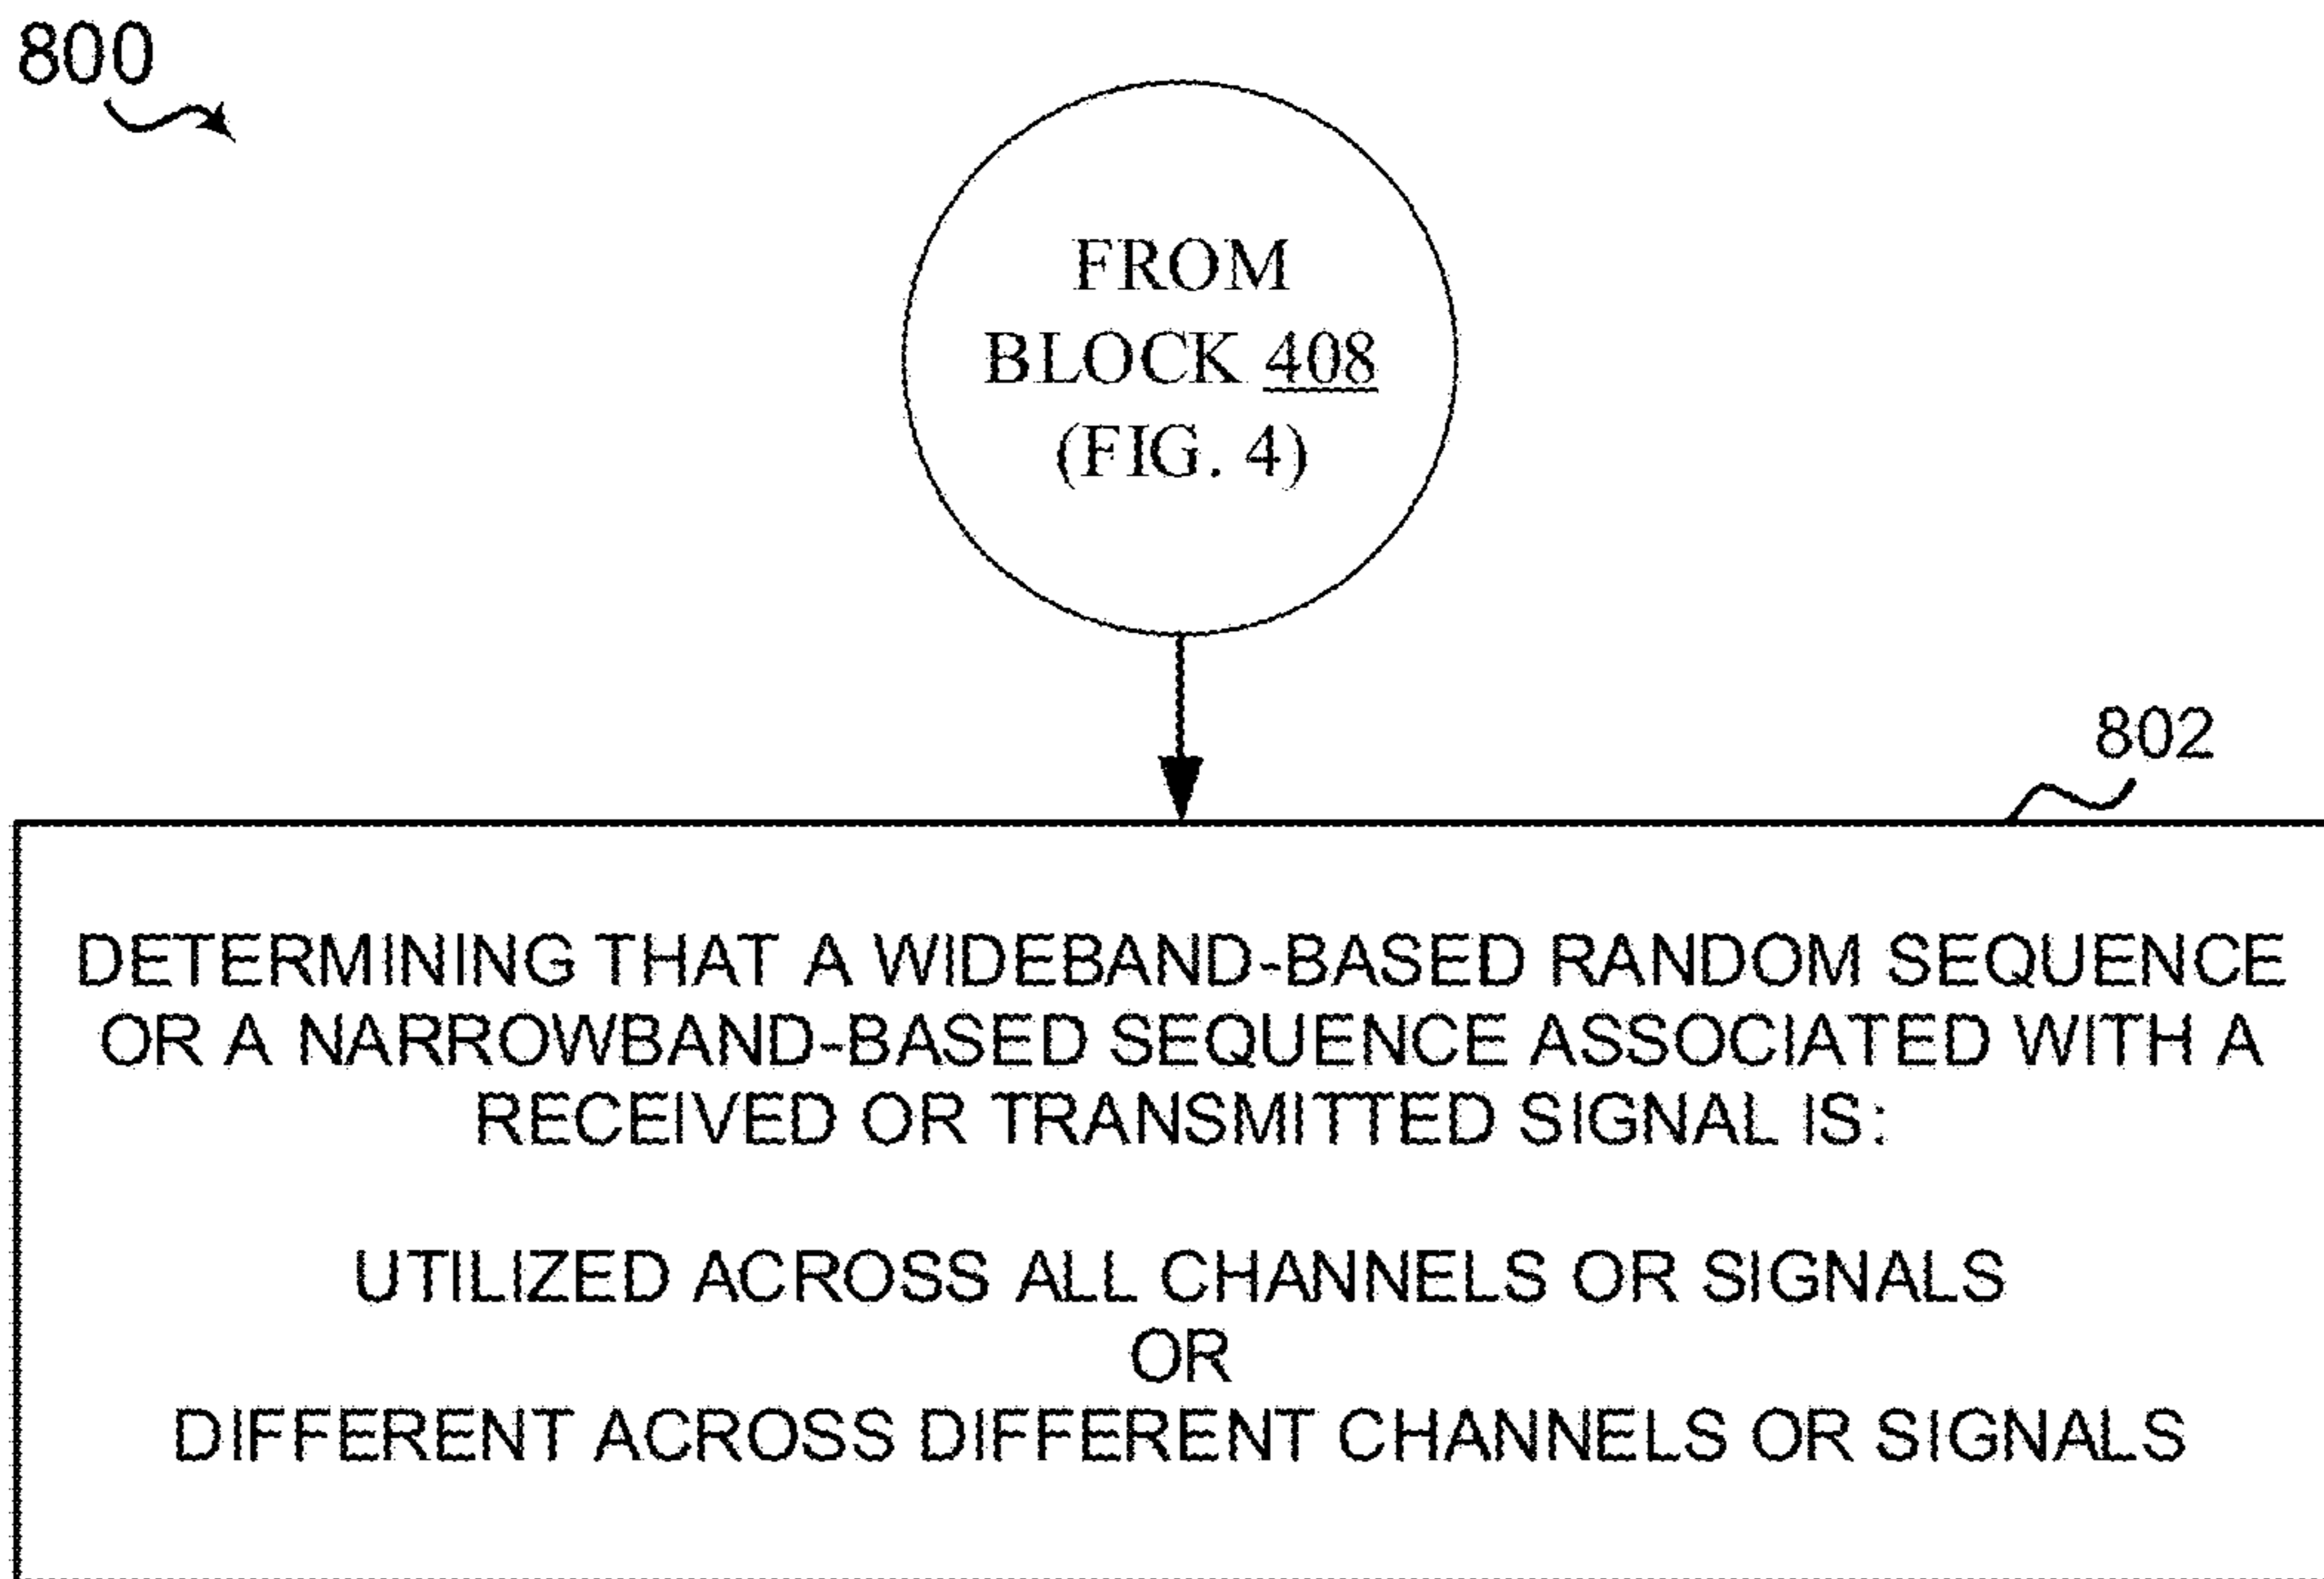 800
FROM
BLOCK 408
(FIG. 4)
802
DETERMINING THAT A WIDEBAND-BASED RANDOM SEQUENCE
OR A NARROWBAND-BASED SEQUENCE ASSOCIATED WITH A
RECEIVED OR TRANSMITTED SIGNAL IS:
UTILIZED ACROSS ALL CHANNELS OR SIGNALS
OR
DIFFERENT ACROSS DIFFERENT CHANNELS OR SIGNALS